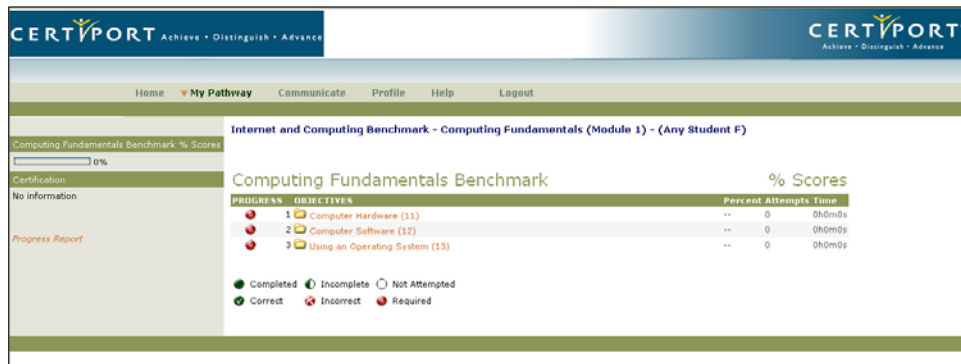 CERTIPORT Achieve • Distinguish • Advance
CERTIPORT
Achieve • Distinguish • Advance
Home My Pathway Communicate Profile Help Logout
Internet and Computing Benchmark - Computing Fundamentals (Module 1) - (Any Student F)
Computing Fundamentals Benchmark % Scores
0%
Certification
No information
Progress Report
Computing Fundamentals Benchmark % Scores
PROGRESS OBJECTIVES Percent Attempts Time
1 Computer Hardware (11) -- 0 0h0m0s
2 Computer Software (12) -- 0 0h0m0s
3 Using an Operating System (13) -- 0 0h0m0s
Completed Incomplete Not Attempted
Correct Incorrect Required